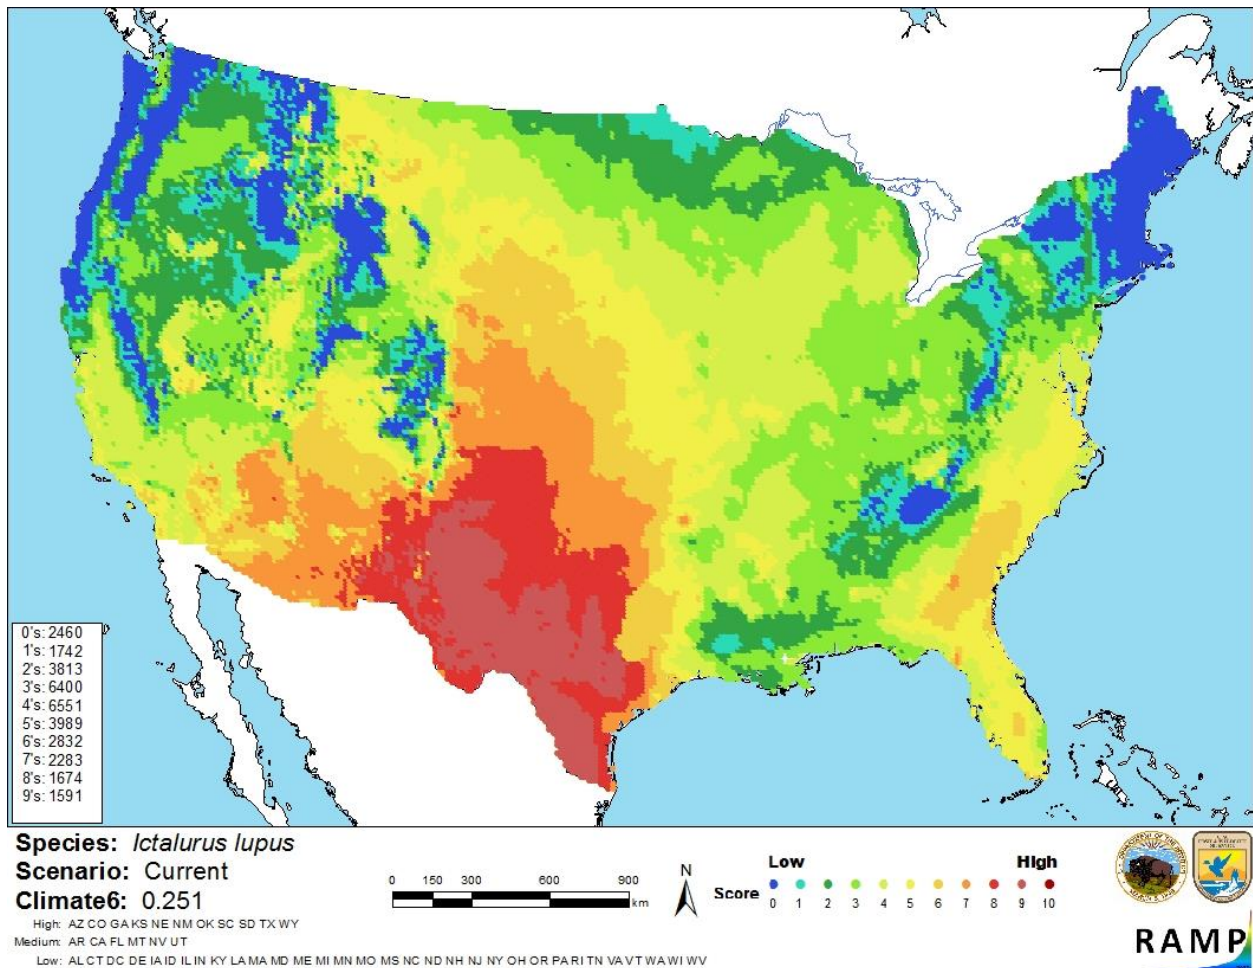 0's: 2460
1's: 1742
2's: 3813
3's: 6400
4's: 6551
5's: 3989
6's: 2832
7's: 2283
8's: 1674
9's: 1591
Species: Ictalurus lupus
Scenario: Current
Climate6: 0.251
High: AZ CO GA KS NE NM OK SC SD TX WY
Medium: AR CA FL MT NV UT
Low: AL CT DC DE IA ID IL IN KY LA MA MD ME MI MN MO MS NC ND NH NJ NY OH OR PA RI TN VA VT WA WI WV
0 150 300 600 900
km
N
Low High
Score
0 1 2 3 4 5 6 7 8 9 10
RAMP